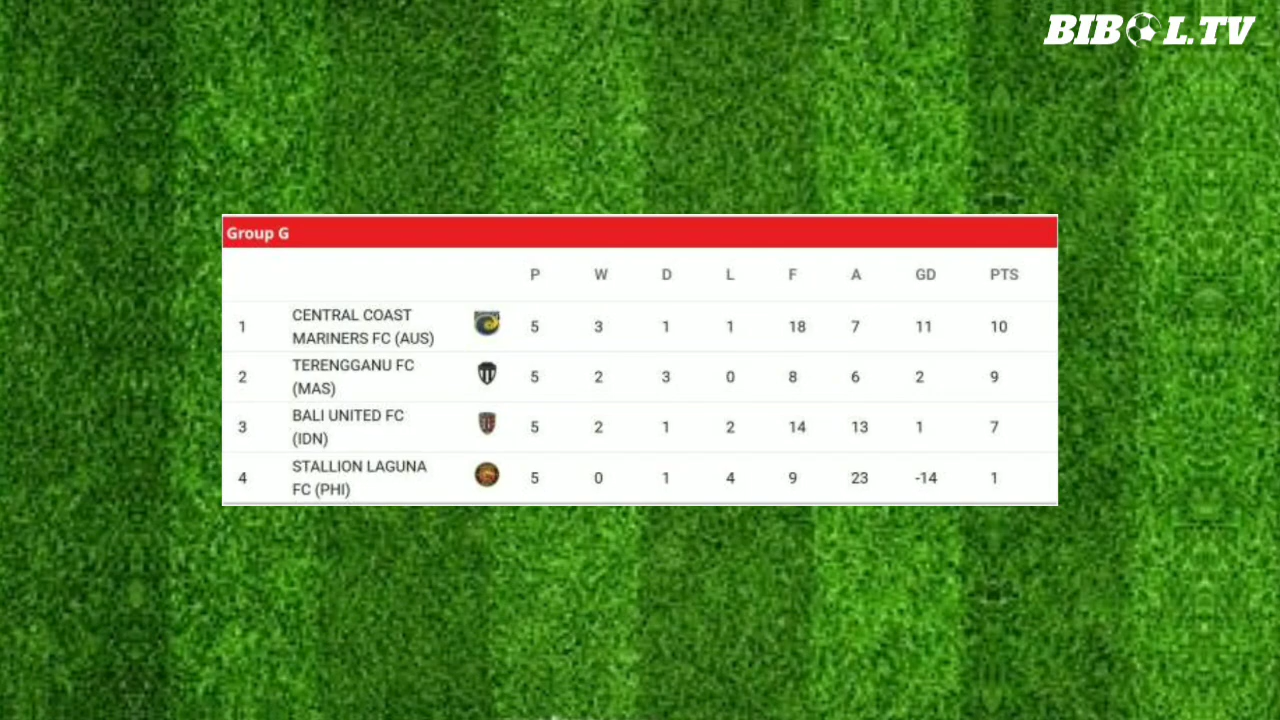 BIBOL.TV
Group G
P W D L F A GD PTS
1 CENTRAL COAST MARINERS FC (AUS) 5 3 1 1 18 7 11 10
2 TERENGGANU FC (MAS) 5 2 3 0 8 6 2 9
3 BALI UNITED FC (IDN) 5 2 1 2 14 13 1 7
4 STALLION LAGUNA FC (PHI) 5 0 1 4 9 23 -14 1